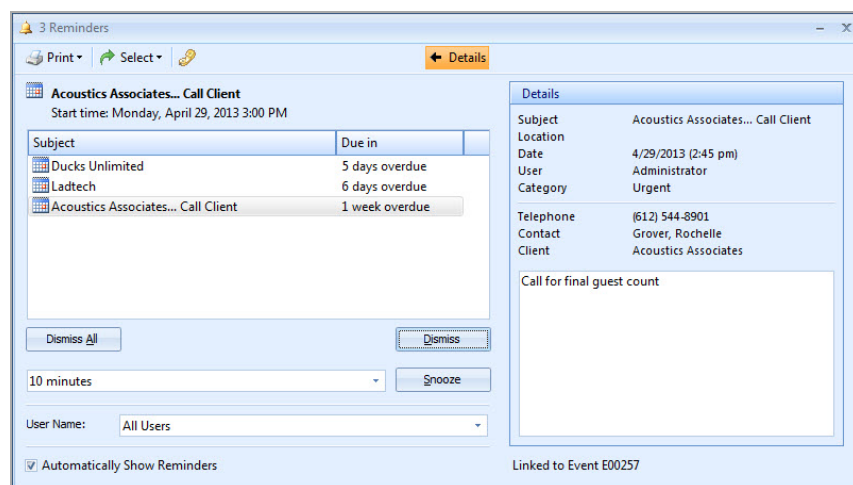 3 Reminders
Print
Select
Details
Acoustics Associates... Call Client
Start time: Monday, April 29, 2013 3:00 PM
Subject Due in
Ducks Unlimited 5 days overdue
Ladtech 6 days overdue
Acoustics Associates... Call Client 1 week overdue
Dismiss All
Dismiss
10 minutes
Snooze
User Name: All Users
Automatically Show Reminders
Details
Subject Acoustics Associates... Call Client
Location
Date 4/29/2013 (2:45 pm)
User Administrator
Category Urgent
Telephone (612) 544-8901
Contact Grover, Rochelle
Client Acoustics Associates
Call for final guest count
Linked to Event E00257